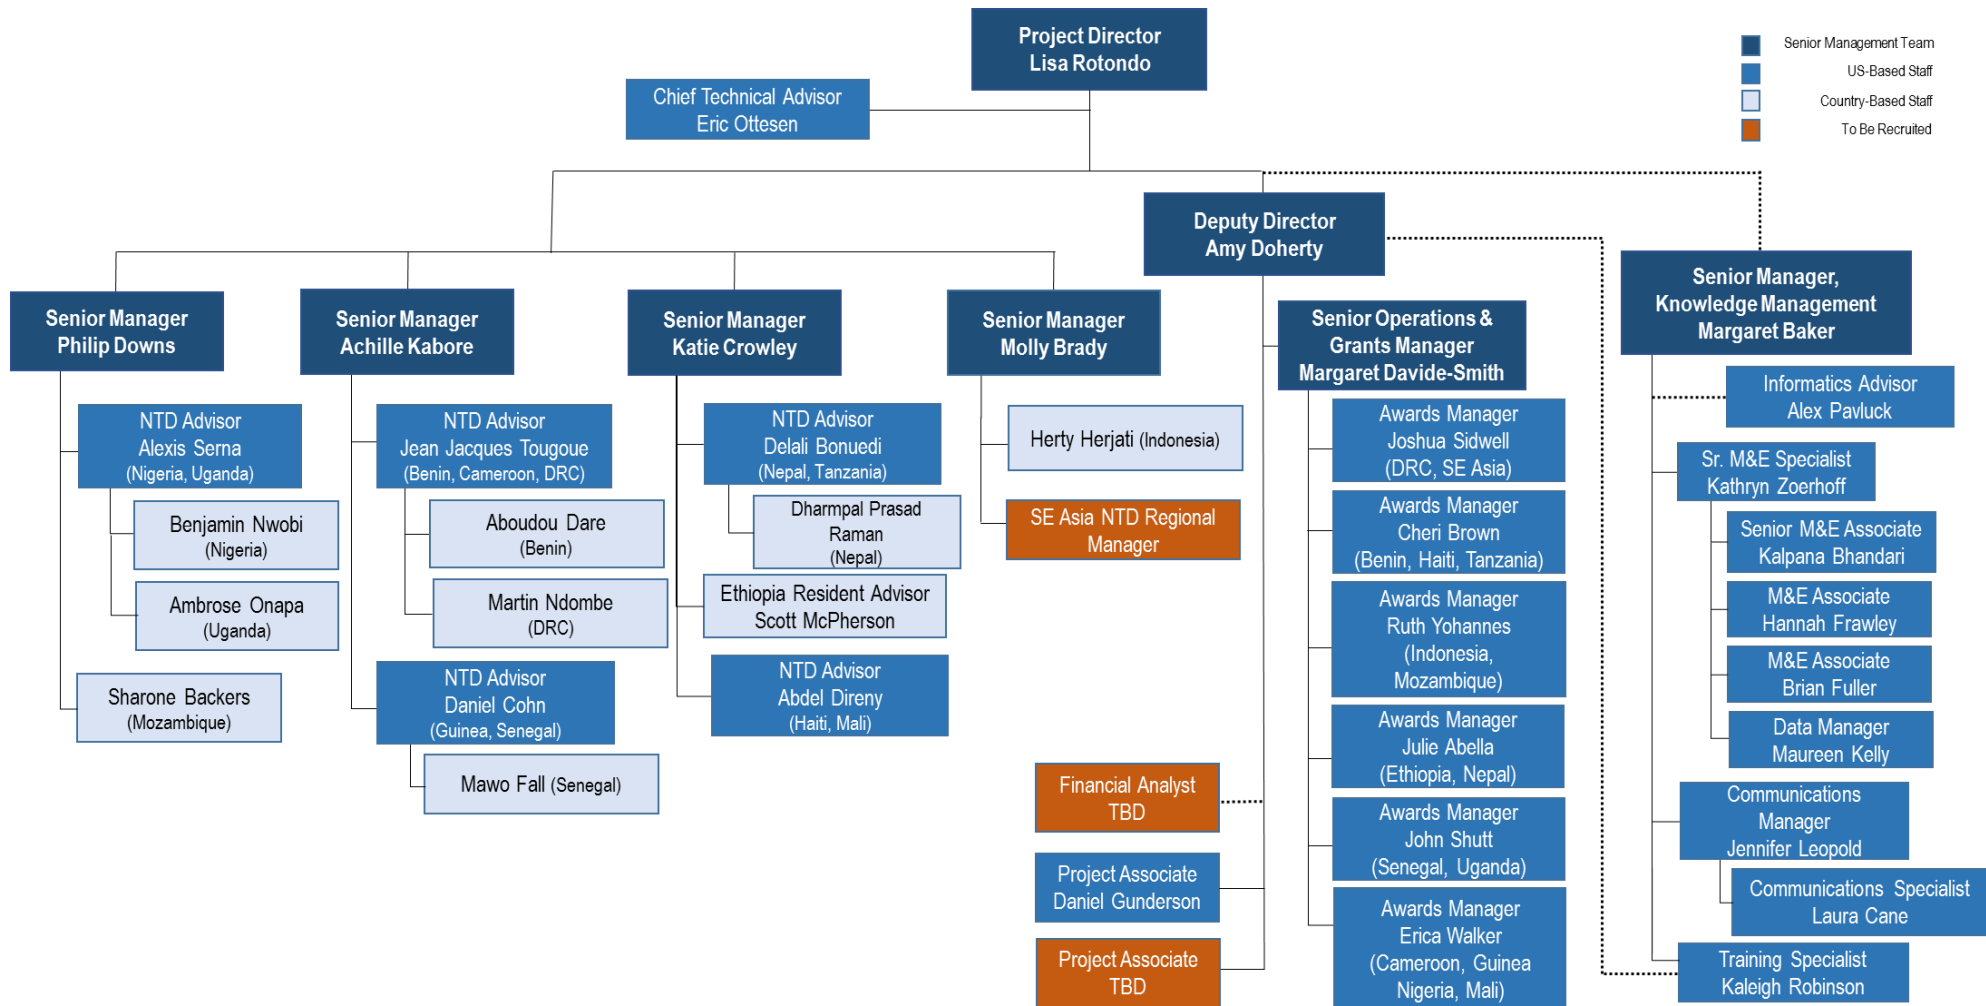 Project Director
Lisa Rotondo
Senior Management Team
US-Based Staff
Country-Based Staff
To Be Recruited
Chief Technical Advisor
Eric Ottesen
Deputy Director
Amy Doherty
Senior Manager
Philip Downs
NTD Advisor
Alexis Serna
(Nigeria, Uganda)
Benjamin Nwobi
(Nigeria)
Ambrose Onapa
(Uganda)
Sharone Backers
(Mozambique)
Senior Manager
Achille Kabore
NTD Advisor
Jean Jacques Tougoue
(Benin, Cameroon, DRC)
Aboudou Dare
(Benin)
Martin Ndombe
(DRC)
NTD Advisor
Daniel Cohn
(Guinea, Senegal)
Mawo Fall (Senegal)
Senior Manager
Katie Crowley
NTD Advisor
Delali Bonuedi
(Nepal, Tanzania)
Dharmpal Prasad
Raman
(Nepal)
Ethiopia Resident Advisor
Scott McPherson
NTD Advisor
Abdel Direny
(Haiti, Mali)
Senior Manager
Molly Brady
Herty Herjati (Indonesia)
SE Asia NTD Regional
Manager
Financial Analyst
TBD
Project Associate
Daniel Gunderson
Project Associate
TBD
Senior Operations &
Grants Manager
Margaret Davide-Smith
Awards Manager
Joshua Sidwell
(DRC, SE Asia)
Awards Manager
Cheri Brown
(Benin, Haiti, Tanzania)
Awards Manager
Ruth Yohannes
(Indonesia,
Mozambique)
Awards Manager
Julie Abella
(Ethiopia, Nepal)
Awards Manager
John Shutt
(Senegal, Uganda)
Awards Manager
Erica Walker
(Cameroon, Guinea
Nigeria, Mali)
Senior Manager,
Knowledge Management
Margaret Baker
Informatics Advisor
Alex Pavluck
Sr. M&E Specialist
Kathryn Zoerhoff
Senior M&E Associate
Kalpana Bhandari
M&E Associate
Hannah Frawley
M&E Associate
Brian Fuller
Data Manager
Maureen Kelly
Communications
Manager
Jennifer Leopold
Communications Specialist
Laura Cane
Training Specialist
Kaleigh Robinson